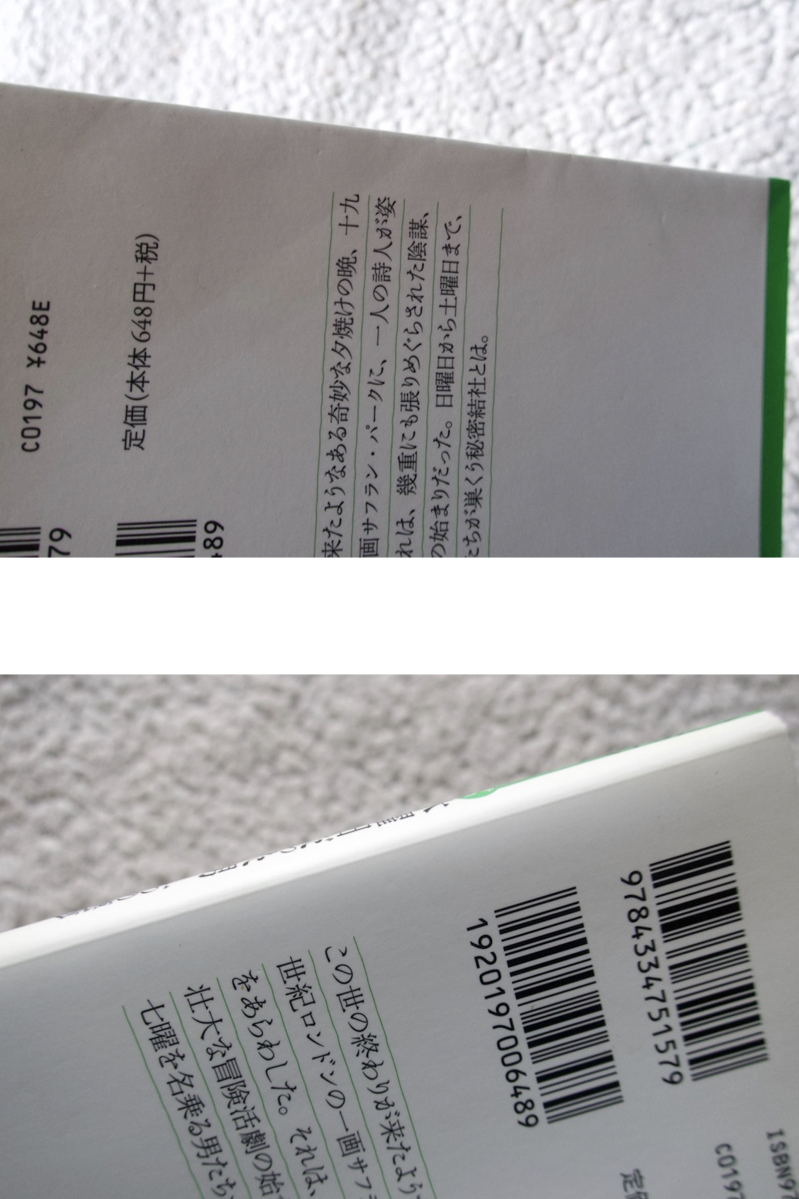 C0197 ¥648E
定価(本体648円+税)
79
489
来たようなある奇妙な夕焼けの晩、十九
画サフラン・パークに、一人の詩人が姿
れは、幾重にも張りめぐらされた陰謀、
の始まりだった。日曜日から土曜日まで、
たちが巣くう秘密結社とは。
9784334751579
1920197006489
ISBN9
C019
定価
この世の終わりが来たよう
世紀ロンドンの一画サフラ
をあらわした。それは、
壮大な冒険活劇の始
七曜を名乗る男たち